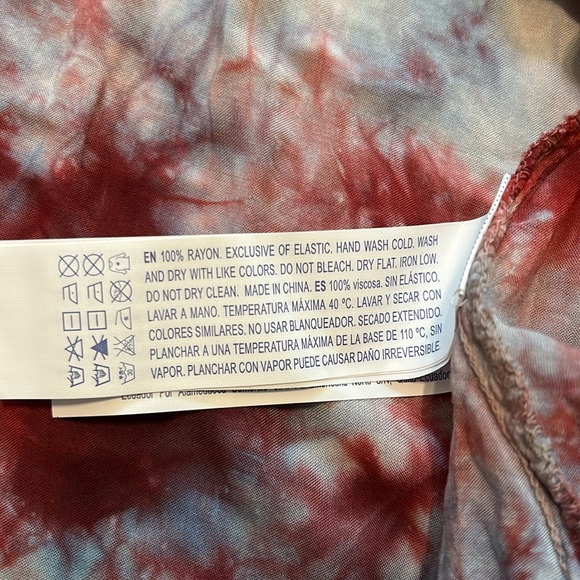 EN 100% RAYON. EXCLUSIVE OF ELASTIC. HAND WASH COLD. WASH
AND DRY WITH LIKE COLORS. DO NOT BLEACH. DRY FLAT. IRON LOW.
DO NOT DRY CLEAN. MADE IN CHINA. ES 100% viscosa. SIN ELÁSTICO.
LAVAR A MANO. TEMPERATURA MÁXIMA 40 ºC. LAVAR Y SECAR CON
COLORES SIMILARES. NO USAR BLANQUEADOR. SECADO EXTENDIDO.
PLANCHAR A UNA TEMPERATURA MÁXIMA DE LA BASE DE 110 ºC, SIN
VAPOR. PLANCHAR CON VAPOR PUEDE CAUSAR DAÑO IRREVERSIBLE.
Ecuador Por